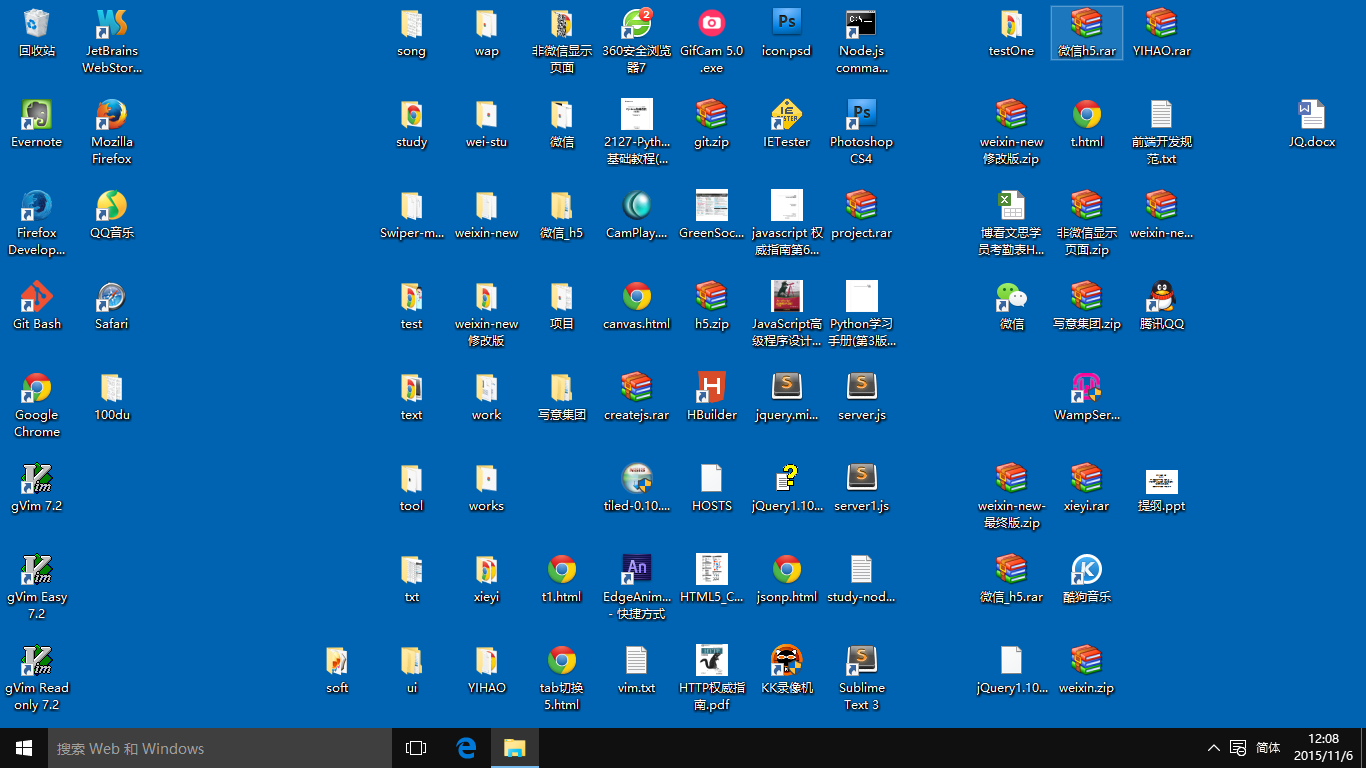 回收站
JetBrains
WebStor...
song
wap
非微信显示
页面
360安全浏览
器7
2
GifCam 5.0
.exe
Ps
icon.psd
C:\
Node.js
comma...
testOne
微信h5.rar
YIHAO.rar
Evernote
Mozilla
Firefox
study
wei-stu
微信
2127-Pyth...
基础教程(...
git.zip
IETester
Ps
Photoshop
CS4
weixin-new
修改版.zip
t.html
前端开发规
范.txt
JQ.docx
Firefox
Develop...
QQ音乐
Swiper-m...
weixin-new
微信_h5
CamPlay....
GreenSoc...
javascript 权
威指南第6...
project.rar
博看文思学
员考勤表H...
非微信显示
页面.zip
weixin-ne...
Git Bash
Safari
test
weixin-new
修改版
项目
canvas.html
h5.zip
JavaScript高
级程序设计...
Python学习
手册(第3版...
微信
写意集团.zip
腾讯QQ
Google
Chrome
100du
text
work
写意集团
createjs.rar
HBuilder
jquery.mi...
server.js
WampSer...
gVim 7.2
tool
works
tiled-0.10....
HOSTS
jQuery1.10...
server1.js
weixin-new-
最终版.zip
xieyi.rar
提纲.ppt
gVim Easy
7.2
txt
xieyi
t1.html
An
EdgeAnim...
- 快捷方式
HTML5_C...
jsonp.html
study-nod...
微信_h5.rar
酷狗音乐
gVim Read
only 7.2
soft
ui
YIHAO
tab切换
5.html
vim.txt
HTTP权威指
南.pdf
KK录像机
Sublime
Text 3
jQuery1.10...
weixin.zip
搜索 Web 和 Windows
简体
12:08
2015/11/6